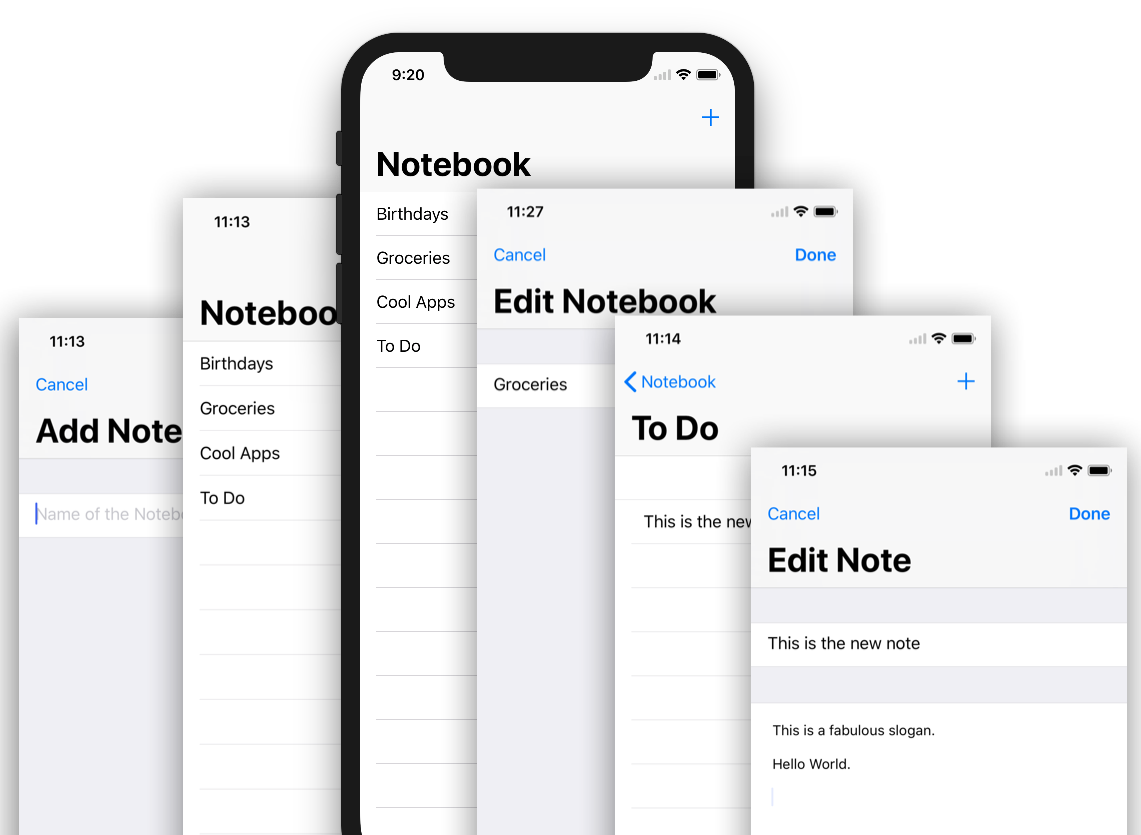 9:20
Notebook
Birthdays
Groceries
Cool Apps
To Do
11:13
Cancel
Add Note
Name of the
11:13
Birthdays
Groceries
Cool Apps
To Do
11:27
Cancel Done
Edit Notebook
Groceries
11:14
Notebook
To Do
This is the
11:15
Cancel Done
Edit Note
This is the new note
This is a fabulous slogan.
Hello World.